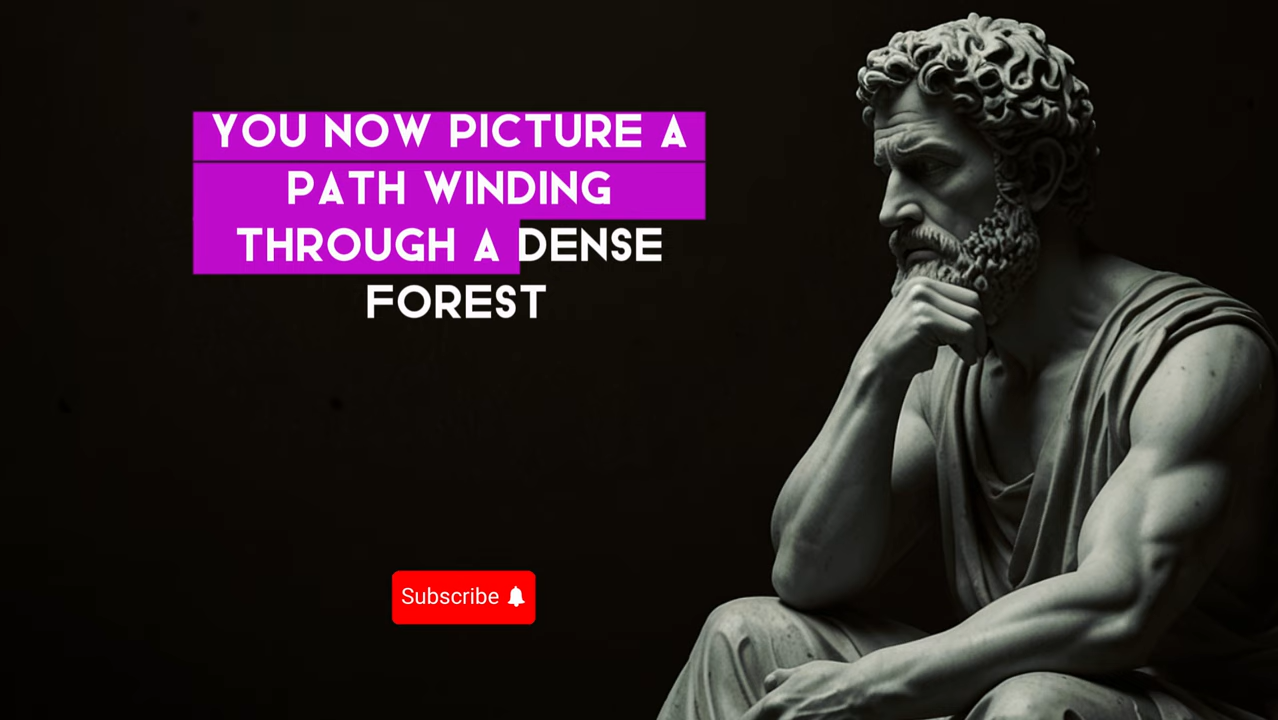 YOU NOW PICTURE A
PATH WINDING
THROUGH A DENSE
FOREST
Subscribe